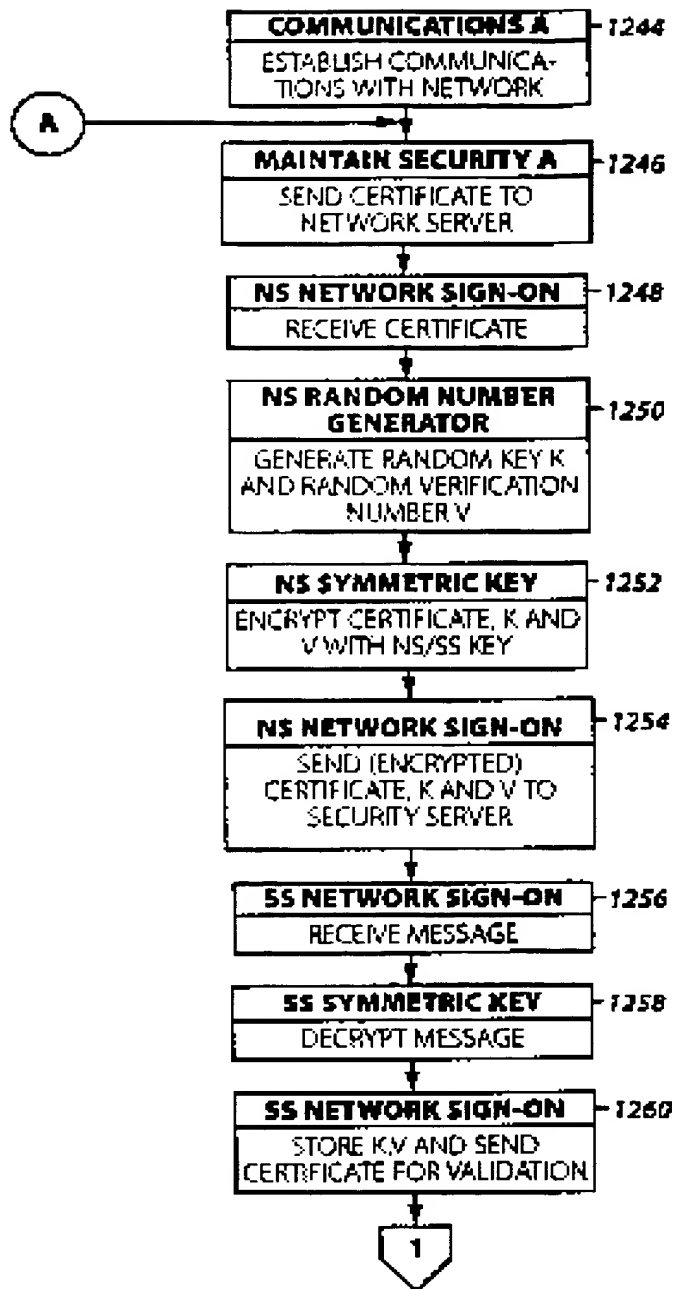 COMMUNICATIONS A
1244
ESTABLISH COMMUNICA-
TIONS WITH NETWORK
A
MAINTAIN SECURITY A
1246
SEND CERTIFICATE TO
NETWORK SERVER
NS NETWORK SIGN-ON
1248
RECEIVE CERTIFICATE
NS RANDOM NUMBER
GENERATOR
1250
GENERATE RANDOM KEY K
AND RANDOM VERIFICATION
NUMBER V
NS SYMMETRIC KEY
1252
ENCRYPT CERTIFICATE, K AND
V WITH NS/SS KEY
NS NETWORK SIGN-ON
1254
SEND (ENCRYPTED)
CERTIFICATE, K AND V TO
SECURITY SERVER
SS NETWORK SIGN-ON
1256
RECEIVE MESSAGE
SS SYMMETRIC KEY
1258
DECRYPT MESSAGE
SS NETWORK SIGN-ON
1260
STORE K,V AND SEND
CERTIFICATE FOR VALIDATION
1